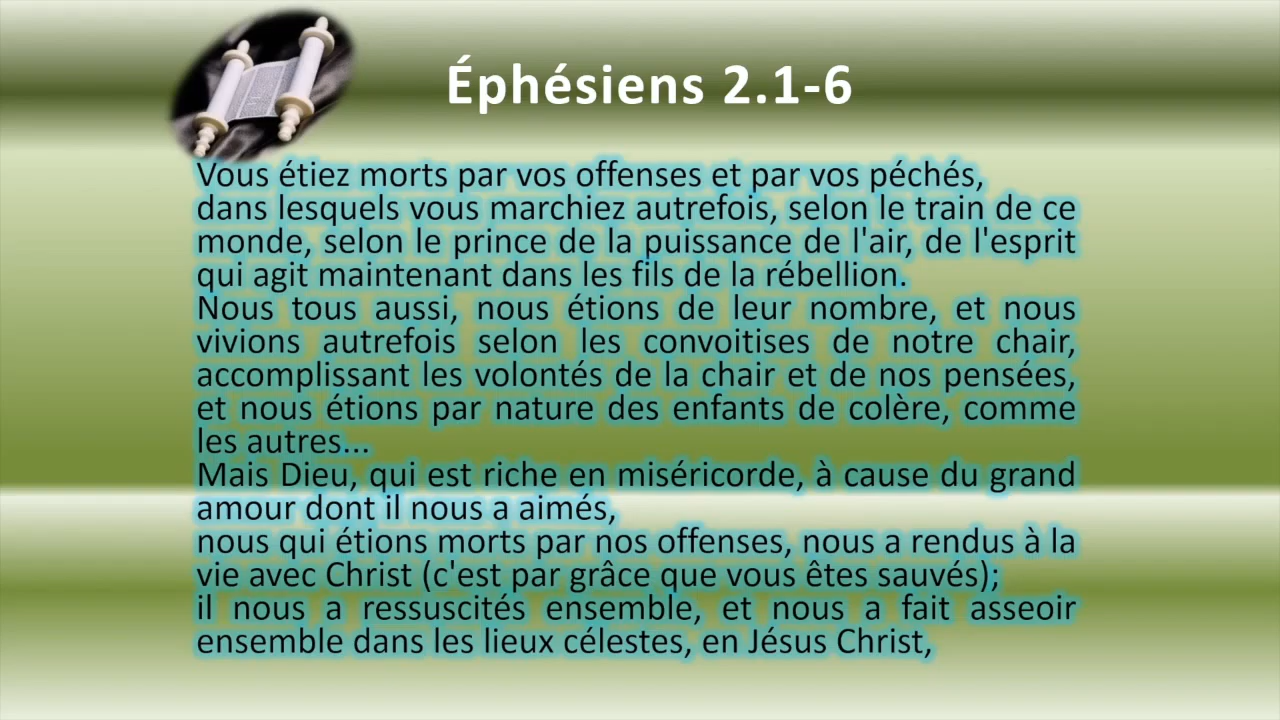 Éphésiens 2.1-6
Vous étiez morts par vos offenses et par vos péchés,
dans lesquels vous marchiez autrefois, selon le train de ce
monde, selon le prince de la puissance de l'air, de l'esprit
qui agit maintenant dans les fils de la rébellion.
Nous tous aussi, nous étions de leur nombre, et nous
vivions autrefois selon les convoitises de notre chair,
accomplissant les volontés de la chair et de nos pensées,
et nous étions par nature des enfants de colère, comme
les autres...
Mais Dieu, qui est riche en miséricorde, à cause du grand
amour dont il nous a aimés,
nous qui étions morts par nos offenses, nous a rendus à la
vie avec Christ (c'est par grâce que vous êtes sauvés);
il nous a ressuscités ensemble, et nous a fait asseoir
ensemble dans les lieux célestes, en Jésus Christ,